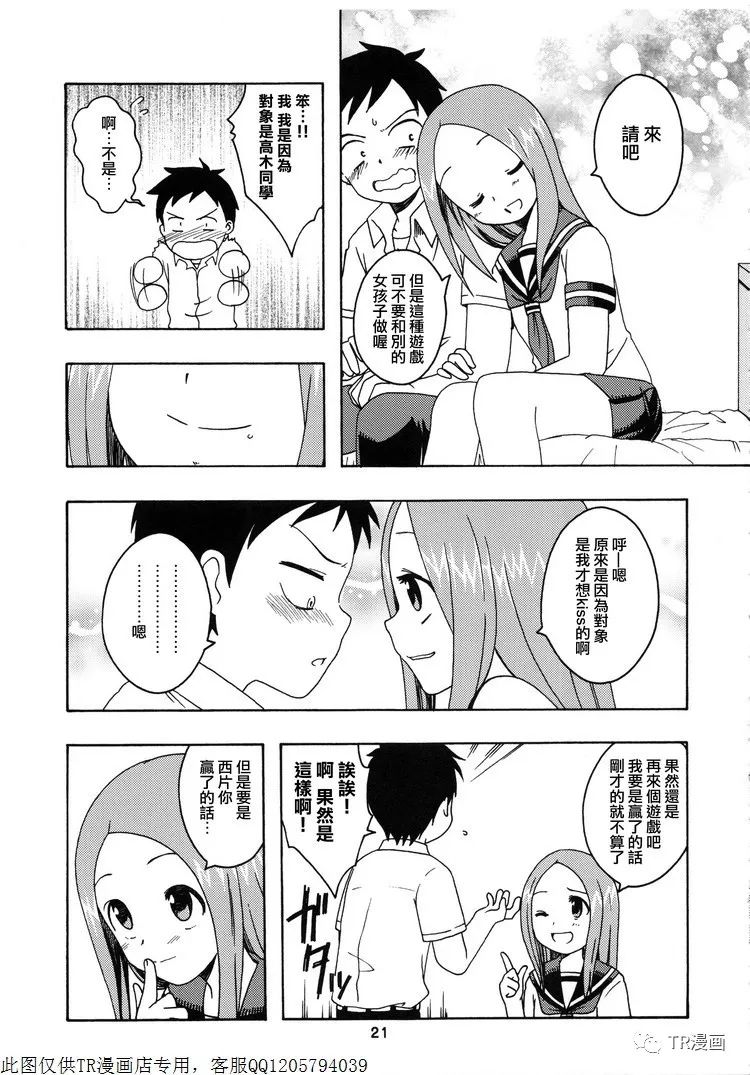 來
請吧
但是這種遊戲
可不要和別的
女孩子做喔
笨…!!
我 我是因為
對象是高木同學
啊…不是…
呼—嗯
原來是因為對象
是我才想kiss的啊
………………
…………嗯
果然還是
再來個遊戲吧
我要是贏了的話
剛才的就不算了
誒誒!
啊 果然是
這樣啊!
ガタッ
但是要是
西片你
贏了的話…
21
TR漫画
此图仅供TR漫画店专用，客服QQ1205794039